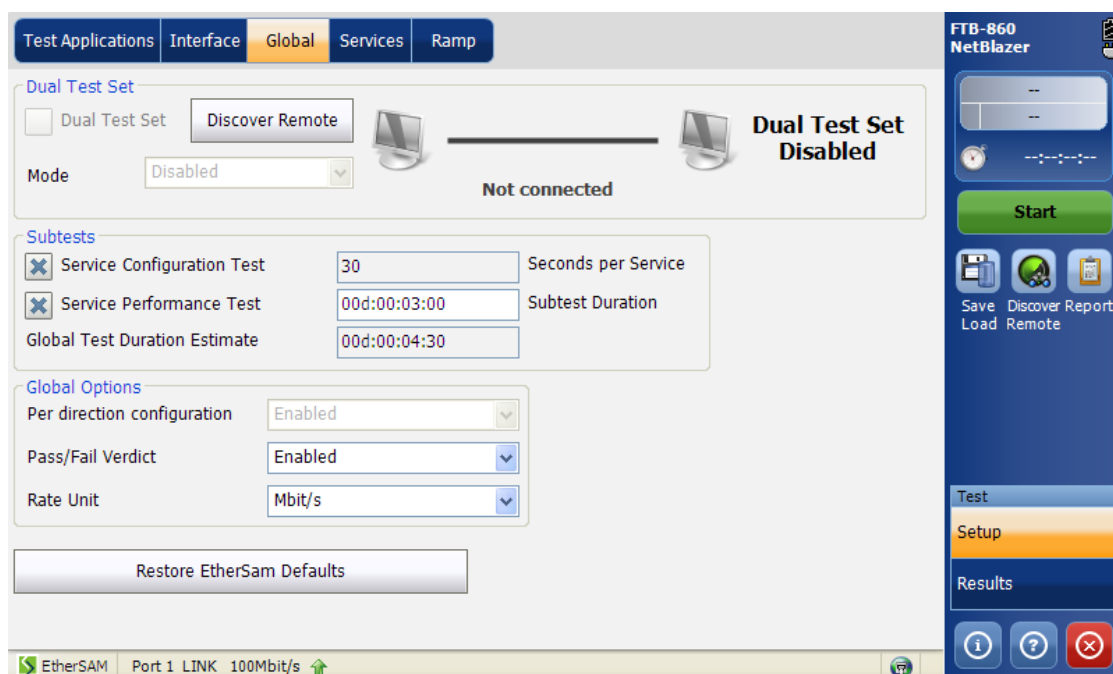 Test Applications Interface Global Services Ramp
Dual Test Set
Dual Test Set Discover Remote
Mode Disabled
Dual Test Set
Disabled
Not connected
Subtests
Service Configuration Test 30 Seconds per Service
Service Performance Test 00d:00:03:00 Subtest Duration
Global Test Duration Estimate 00d:00:04:30
Global Options
Per direction configuration Enabled
Pass/Fail Verdict Enabled
Rate Unit Mbit/s
Restore EtherSam Defaults
EtherSAM Port 1 LINK 100Mbit/s
FTB-860
NetBlazer
--
--
--:--:--:--
Start
Save Discover Report
Load Remote
Test
Setup
Results